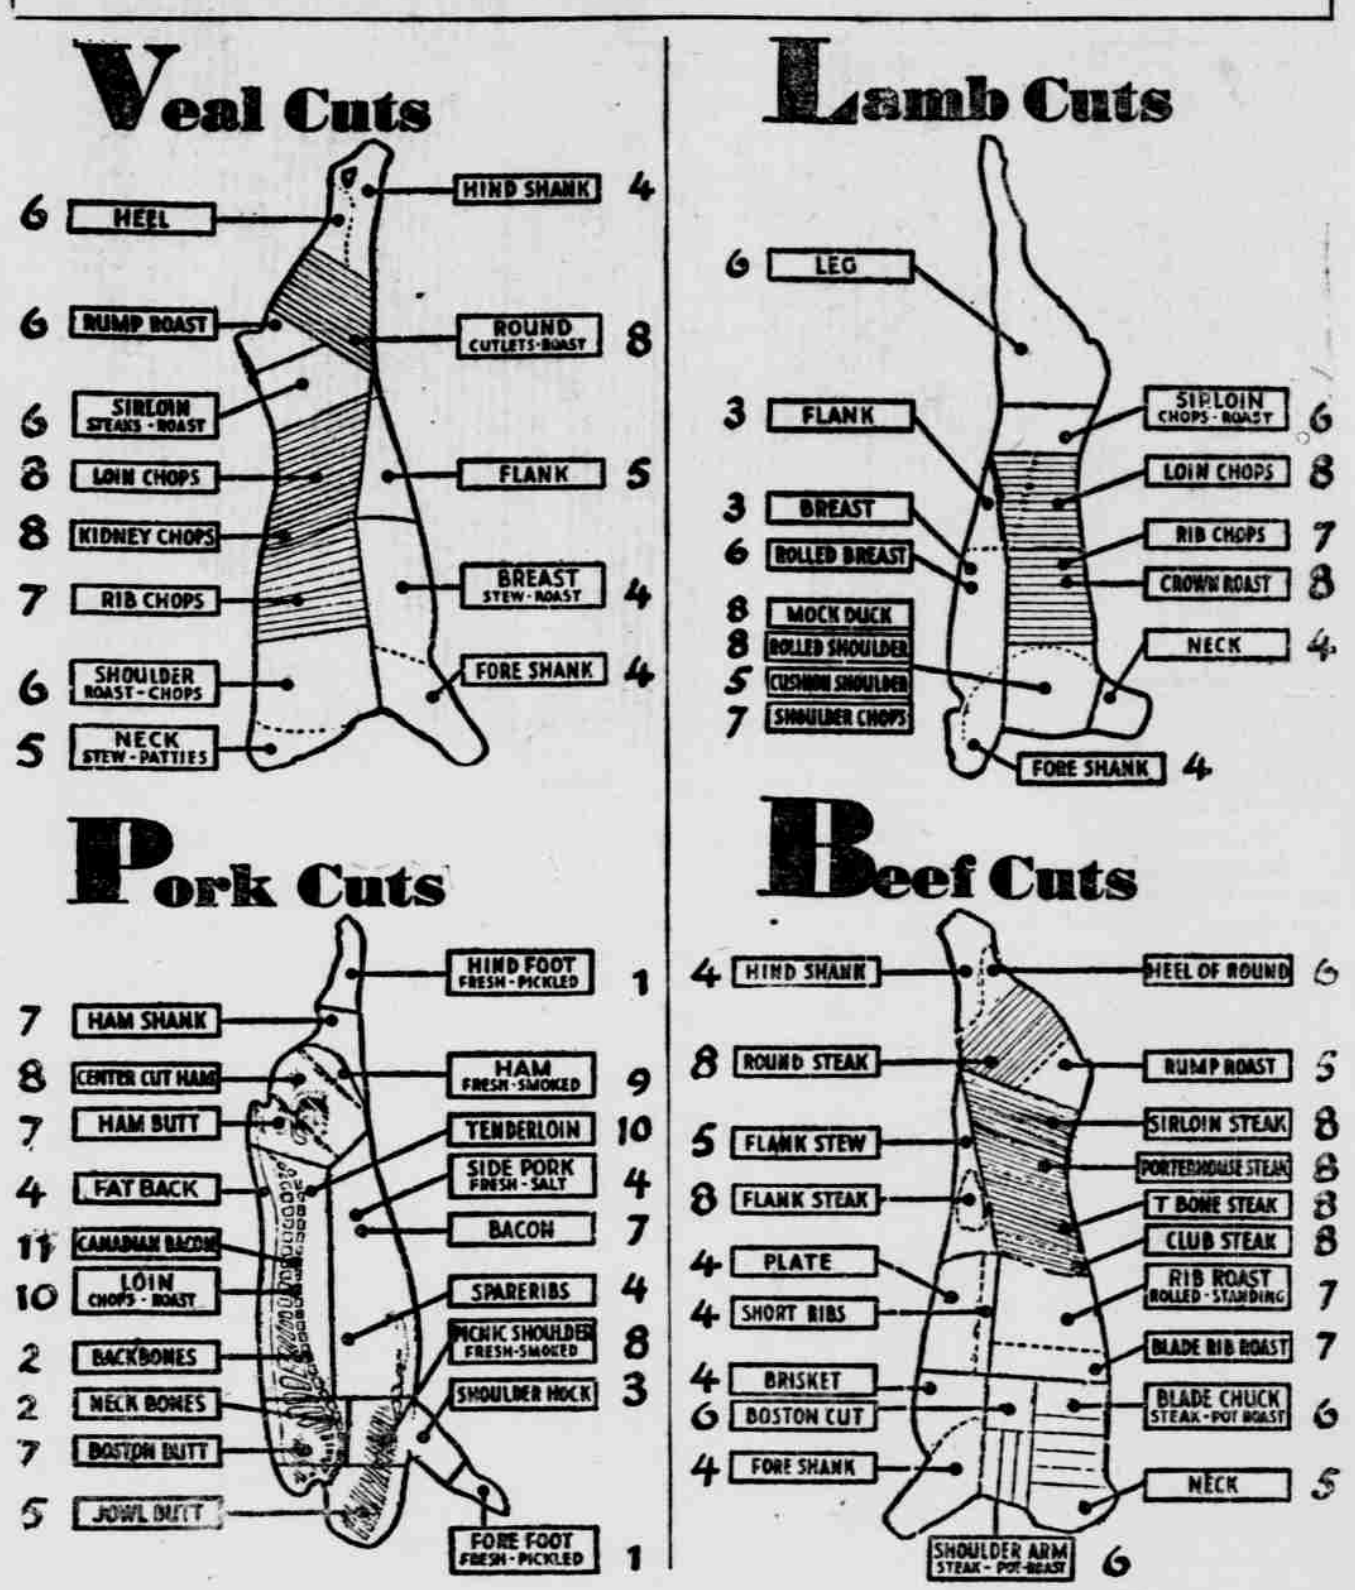 Veal Cuts
HIND SHANK 4
6 HEEL
6 RUMP ROAST
ROUND 8
CUTLETS-ROAST
6 SIRLOIN
STEAKS - ROAST
8 LOIN CHOPS
FLANK 5
8 KIDNEY CHOPS
7 RIB CHOPS
BREAST 4
STEW-ROAST
6 SHOULDER
ROAST-CHOPS
FORE SHANK 4
5 NECK
STEW-PATTIES
Lamb Cuts
6 LEG
3 FLANK
SIRLOIN 6
CHOPS-ROAST
LOIN CHOPS 8
3 BREAST
RIB CHOPS 7
6 ROLLED BREAST
CROWN ROAST 8
8 MOCK DUCK
8 ROLLED SHOULDER
NECK 4
5 CUSHION SHOULDER
7 SHOULDER CHOPS
FORE SHANK 4
Pork Cuts
HIND FOOT 1
FRESH-PICKLED
7 HAM SHANK
8 CENTER CUT HAM
HAM 9
FRESH-SMOKED
7 HAM BUTT
TENDERLOIN 10
SIDE PORK 4
FRESH-SALT
4 FAT BACK
BACON 7
11 CANADIAN BACON
10 LOIN
CHOPS - ROAST
SPARERIBS 4
PICNIC SHOULDER 8
FRESH-SMOKED
2 BACKBONES
SHOULDER HOCK 3
2 NECK BONES
7 BOSTON BUTT
5 JOWL BUTT
FORE FOOT 1
FRESH-PICKLED
Beef Cuts
4 HIND SHANK
HEEL OF ROUND 6
8 ROUND STEAK
RUMP ROAST 5
SIRLOIN STEAK 8
5 FLANK STEW
PORTERHOUSE STEAK 8
8 FLANK STEAK
T BONE STEAK 8
CLUB STEAK 8
4 PLATE
RIB ROAST 7
ROLLED-STANDING
4 SHORT RIBS
BLADE RIB ROAST 7
4 BRISKET
BLADE CHUCK 6
STEAK-POT ROAST
6 BOSTON CUT
4 FORE SHANK
NECK 5
SHOULDER ARM 6
STEAK-POT-ROAST